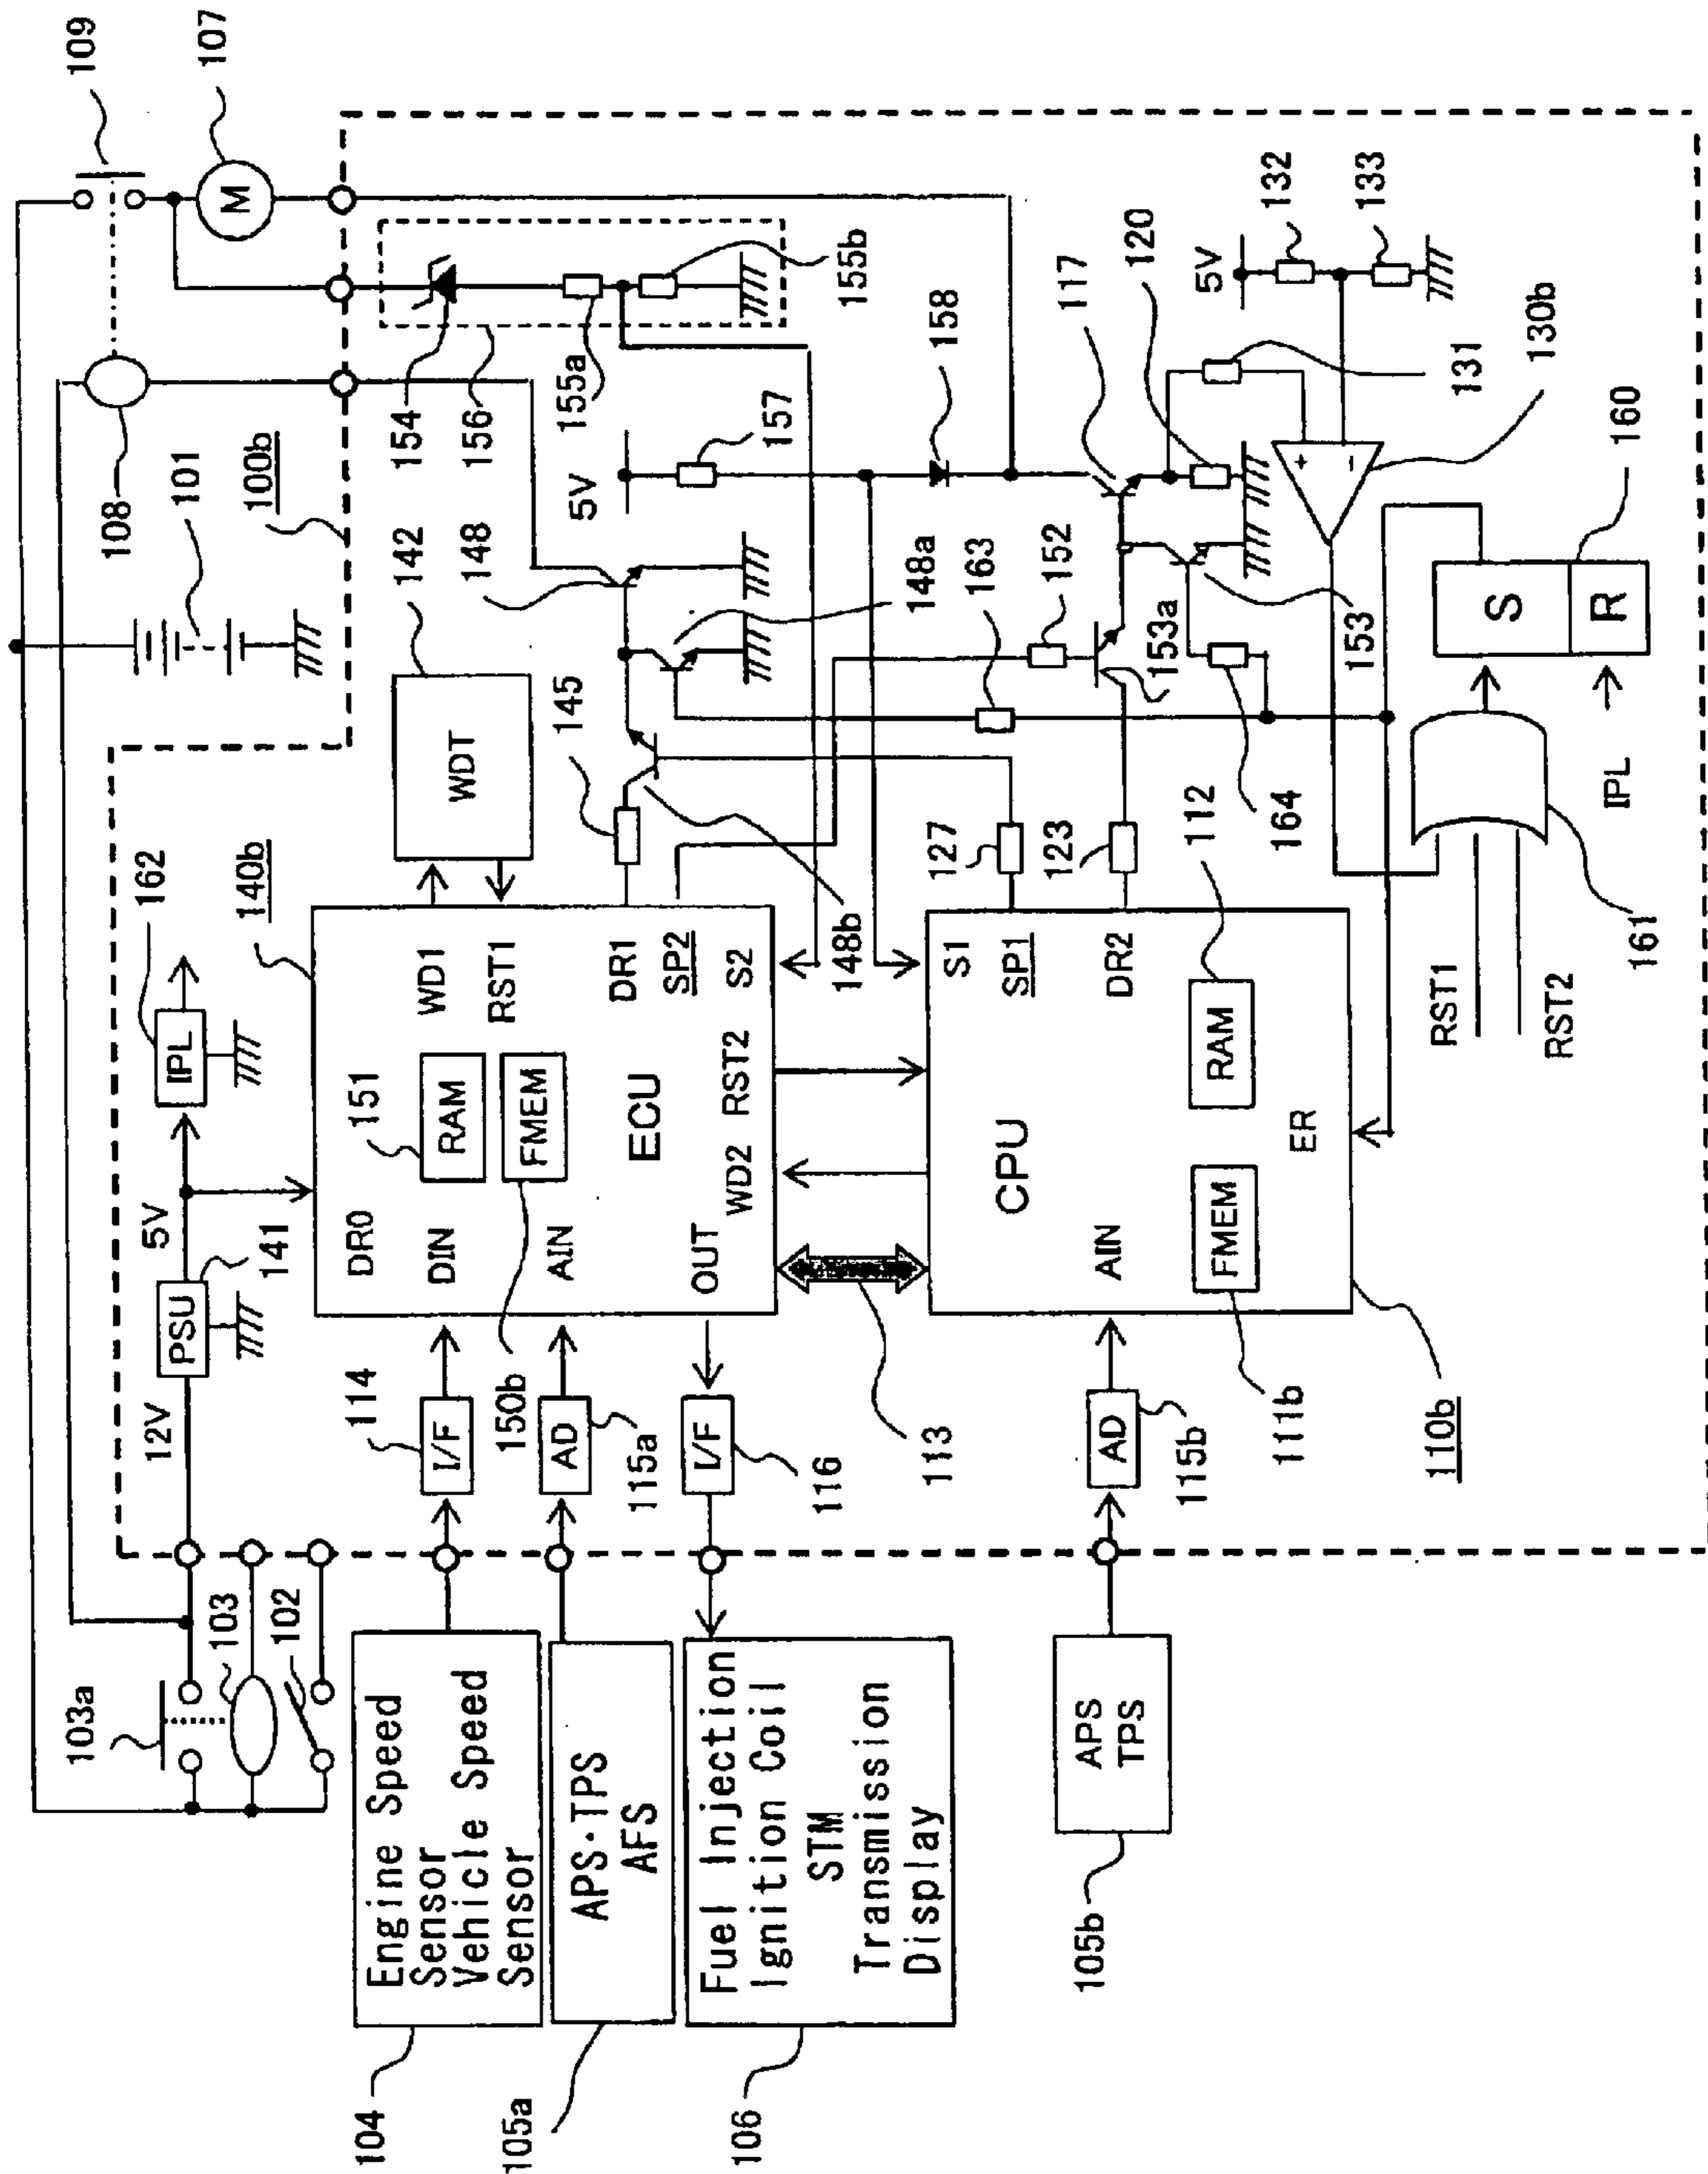 109
107
108
101
100b
154
156
155a
155b
12V
PSU
5V
141
IPL
162
140b
142
WDT
148
145
148a
5V
157
158
163
152
153a
117
120
5V
132
133
131
130b
160
153
S
R
IPL
164
161
RST1
RST2
103a
103
102
104
Engine Speed
Sensor
Vehicle Speed
Sensor
105a
APS·TPS
AFS
106
Fuel Injection
Ignition Coil
STM
Transmission
Display
105b
APS
TPS
114
I/F
150b
AD
115a
I/F
116
113
AD
115b
111b
110b
DR0
DIN
AIN
OUT
151
RAM
FMEM
ECU
WD1
RST1
DR1
SP2
S2
WD2
RST2
148b
127
123
112
S1
SP1
DR2
CPU
RAM
AIN
FMEM
ER
M
+
−